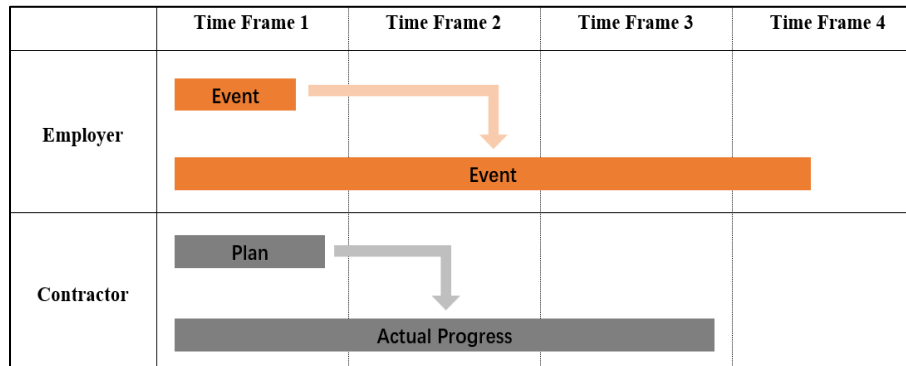 Time Frame 1 Time Frame 2 Time Frame 3 Time Frame 4
Event
Employer
Event
Plan
Contractor
Actual Progress